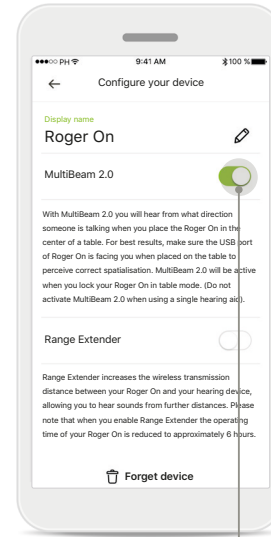 ●●●○○ PH 9:41 AM 100 %
Configure your device
Display name
Roger On
MultiBeam 2.0
With MultiBeam 2.0 you will hear from what direction
someone is talking when you place the Roger On in the
center of a table. For best results, make sure the USB port
of Roger On is facing you when placed on the table to
perceive correct spatialisation. MultiBeam 2.0 will be active
when you lock your Roger On in table mode. (Do not
activate MultiBeam 2.0 when using a single hearing aid).
Range Extender
Range Extender increases the wireless transmission
distance between your Roger On and your hearing device,
allowing you to hear sounds from further distances. Please
note that when you enable Range Extender the operating
time of your Roger On is reduced to approximately 6 hours.
Forget device